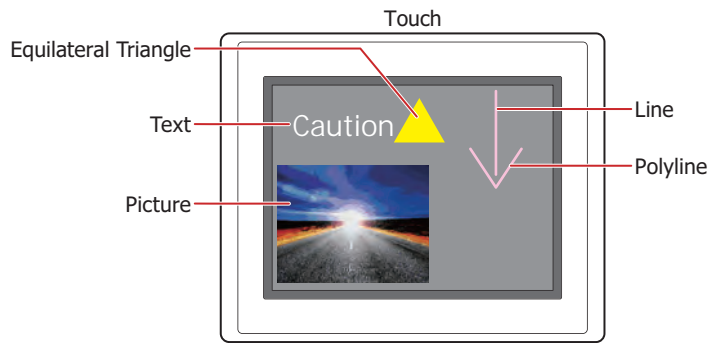 Touch
Equilateral Triangle
Text
Caution
Line
Polyline
Picture